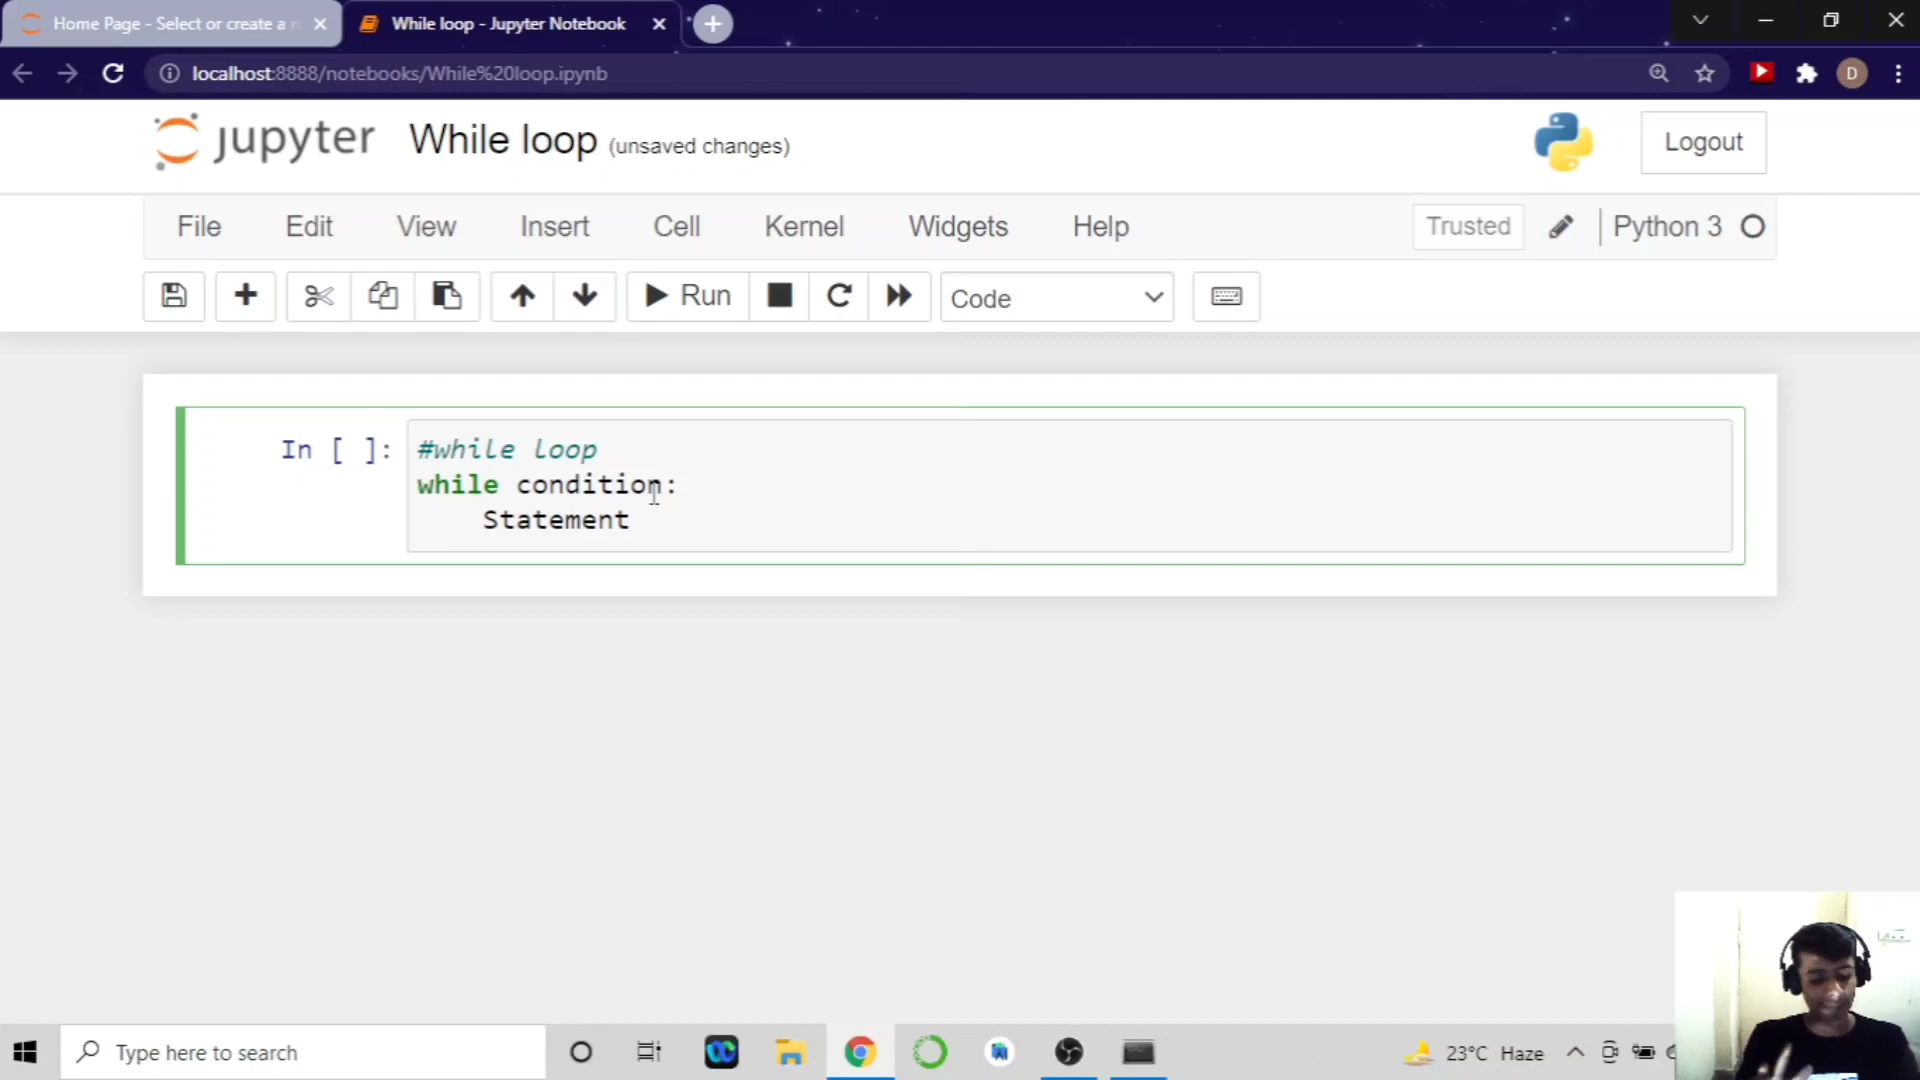 Home Page - Select or create a n
While loop - Jupyter Notebook
localhost:8888/notebooks/While%20loop.ipynb
D
jupyter While loop (unsaved changes)
Logout
File Edit View Insert Cell Kernel Widgets Help
Trusted
Python 3
Run
Code
In [ ]:
#while loop
while condition:
Statement
Type here to search
23°C Haze